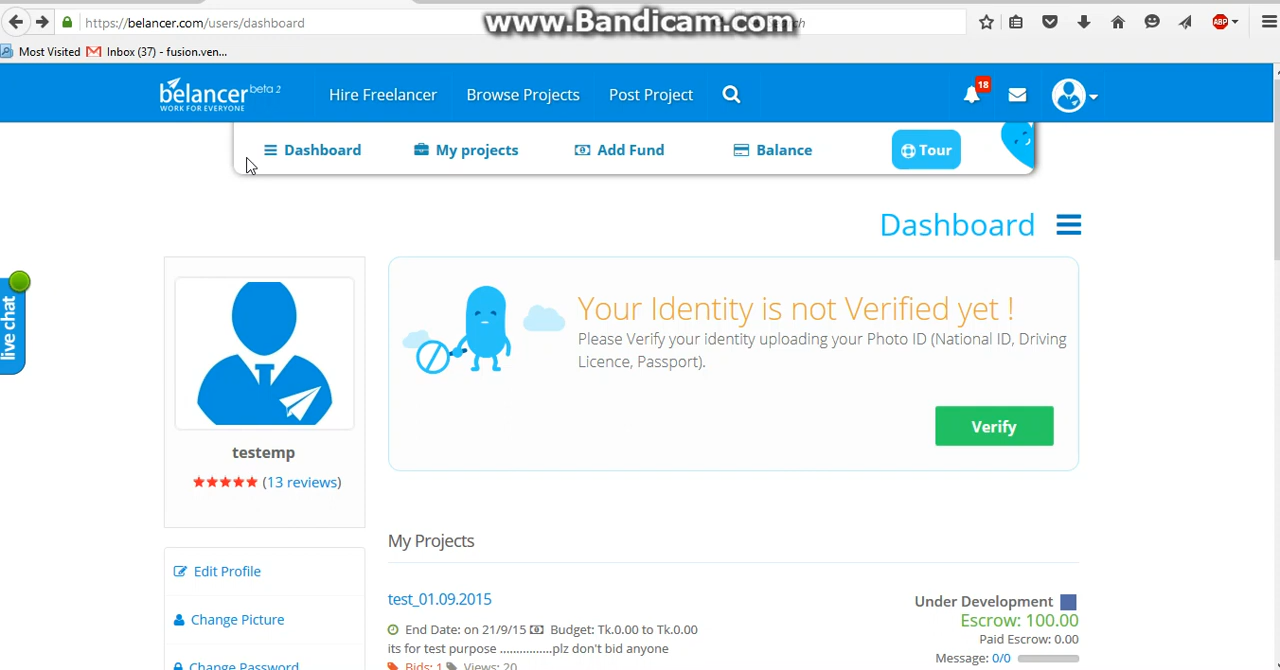 https://belancer.com/users/dashboard
www.Bandicam.com
Most Visited Inbox (37) - fusion.ven...
belancer beta 2
WORK FOR EVERYONE
Hire Freelancer Browse Projects Post Project
18
Dashboard My projects Add Fund Balance Tour
Dashboard
live chat
Your Identity is not Verified yet !
Please Verify your identity uploading your Photo ID (National ID, Driving
Licence, Passport).
Verify
testemp
(13 reviews)
My Projects
Edit Profile
Change Picture
Change Password
test_01.09.2015
End Date: on 21/9/15 Budget: Tk.0.00 to Tk.0.00
its for test purpose ................plz don't bid anyone
Bids: 1 Views: 20
Under Development
Escrow: 100.00
Paid Escrow: 0.00
Message: 0/0
ABP